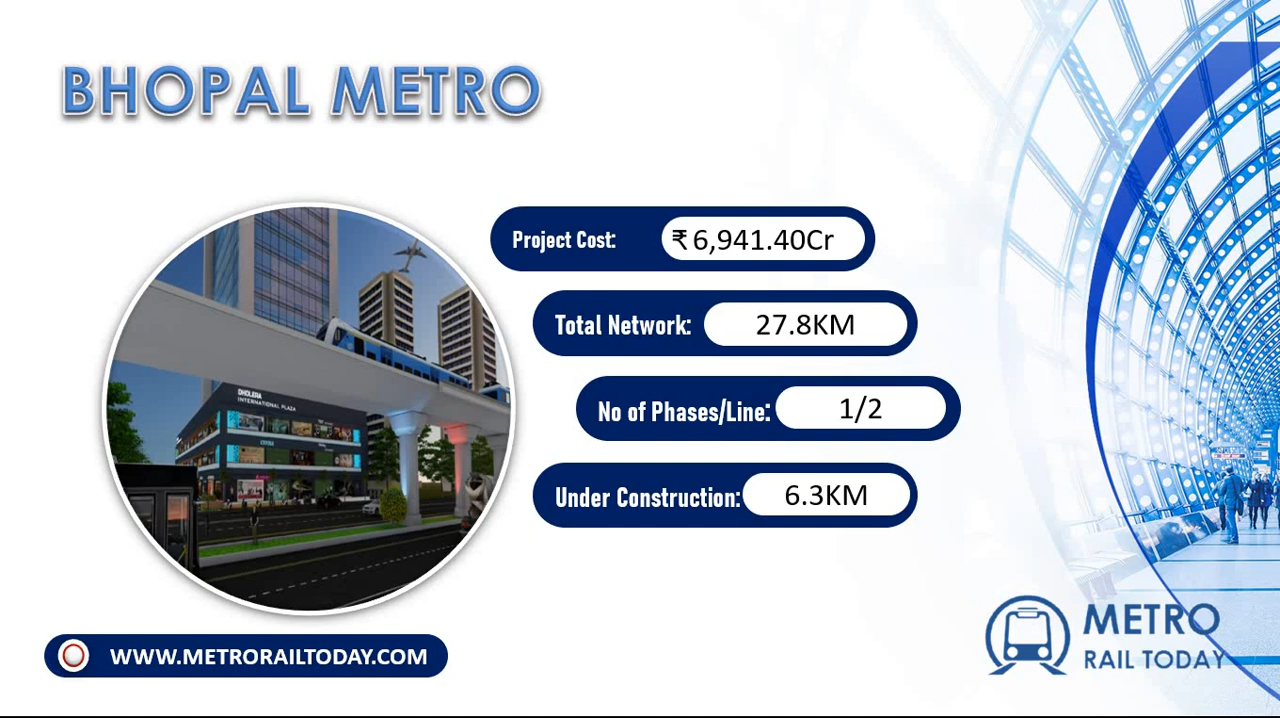 BHOPAL METRO
Project Cost: ₹ 6,941.40Cr
Total Network: 27.8KM
No of Phases/Line: 1/2
Under Construction: 6.3KM
DHOLERA
INTERNATIONAL PLAZA
WWW.METRORAILTODAY.COM
METRO
RAIL TODAY